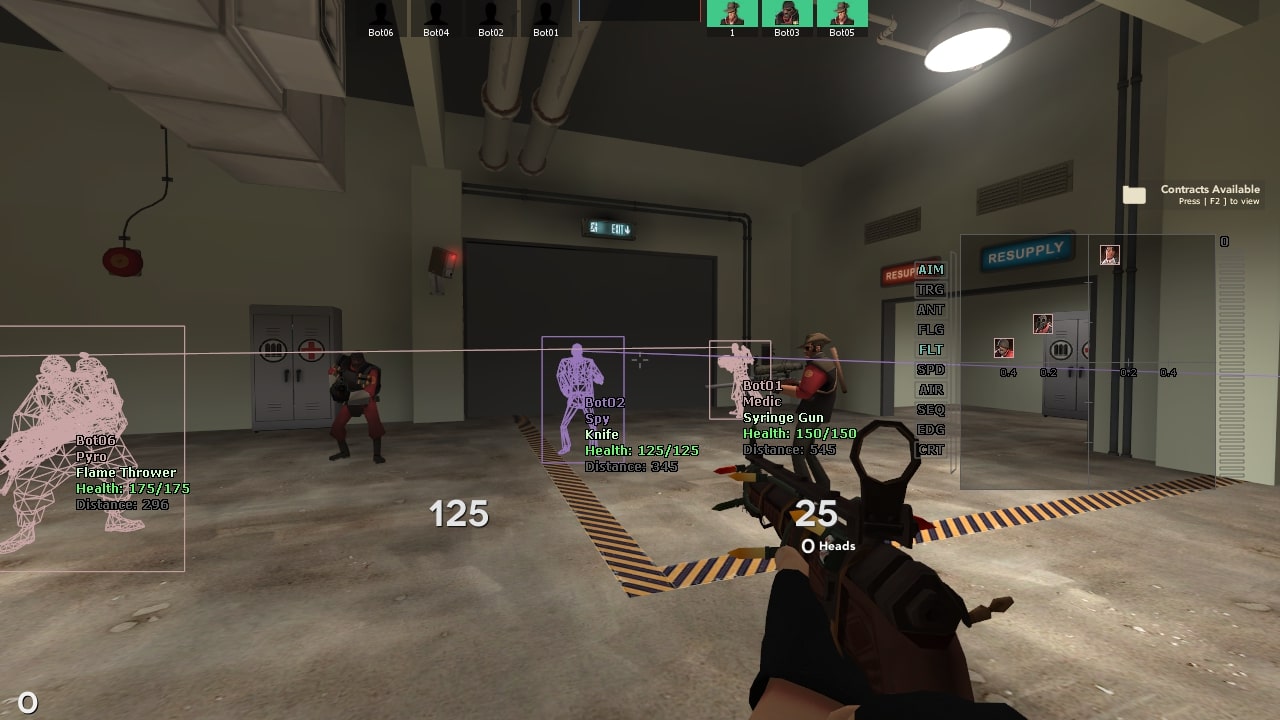 Bot06
Bot04
Bot02
Bot01
1
Bot03
Bot05
Contracts Available
Press [ F2 ] to view
EXIT
RESUPPLY
RESUPPLY
0
AIM
TRG
ANT
FLG
FLT
SPD
AIR
SEQ
EDG
CRT
0.4
0.2
0.2
0.4
Bot01
Medic
Syringe Gun
Health: 150/150
Distance: 545
Bot02
Spy
Knife
Health: 125/125
Distance: 345
Bot06
Pyro
Flame Thrower
Health: 175/175
Distance: 296
125
25
0 Heads
0